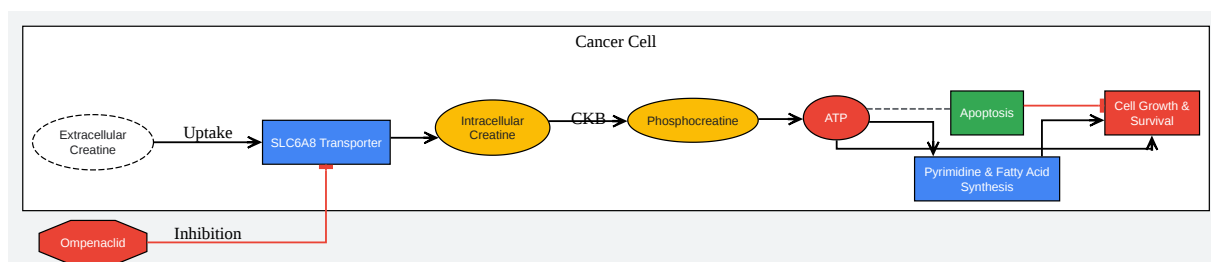 Cancer Cell
Extracellular
Creatine
Uptake
SLC6A8 Transporter
Intracellular
Creatine
CKB
Phosphocreatine
ATP
Apoptosis
Cell Growth &
Survival
Pyrimidine & Fatty Acid
Synthesis
Ompenaclid
Inhibition